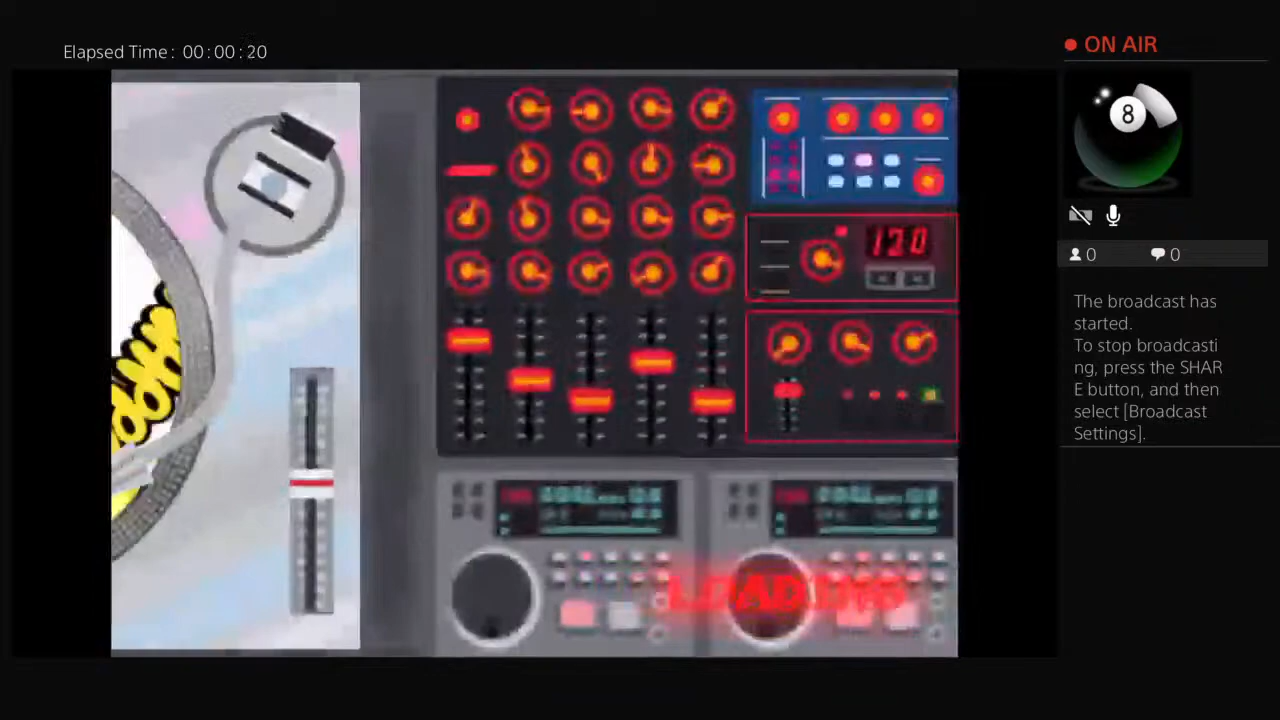 Elapsed Time: 00:00:20
ON AIR
8
120
0 0
The broadcast has
started.
To stop broadcasti
ng, press the SHAR
E button, and then
select [Broadcast
Settings].
LOADING